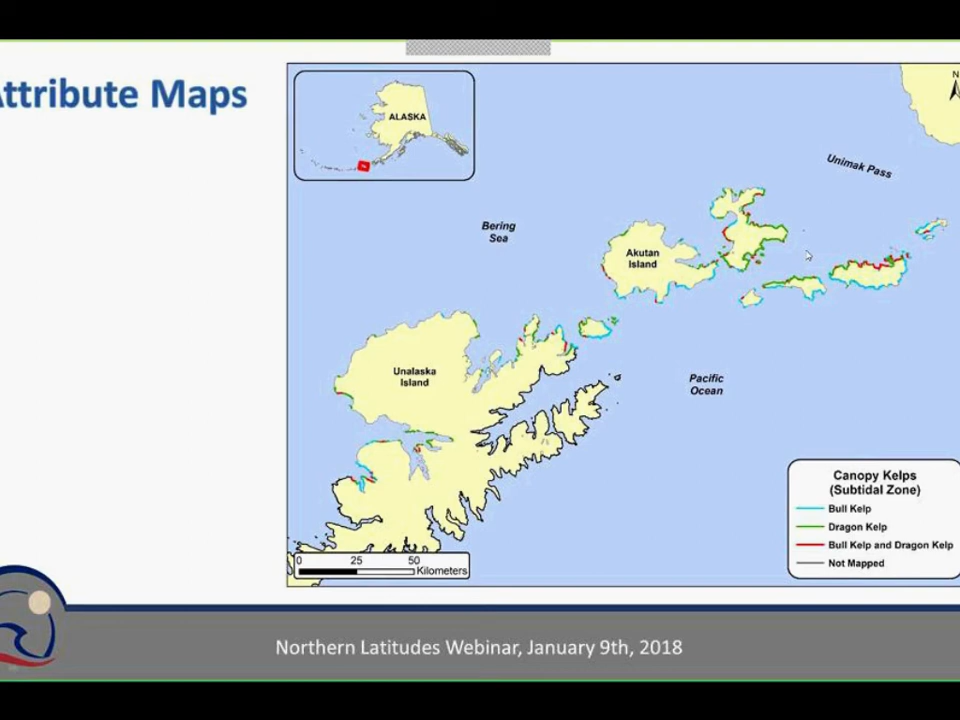 ttribute Maps
ALASKA
N
Unimak Pass
Bering
Sea
Akutan
Island
Unalaska
Island
Pacific
Ocean
Canopy Kelps
(Subtidal Zone)
Bull Kelp
Dragon Kelp
Bull Kelp and Dragon Kelp
Not Mapped
0 25 50
Kilometers
Northern Latitudes Webinar, January 9th, 2018